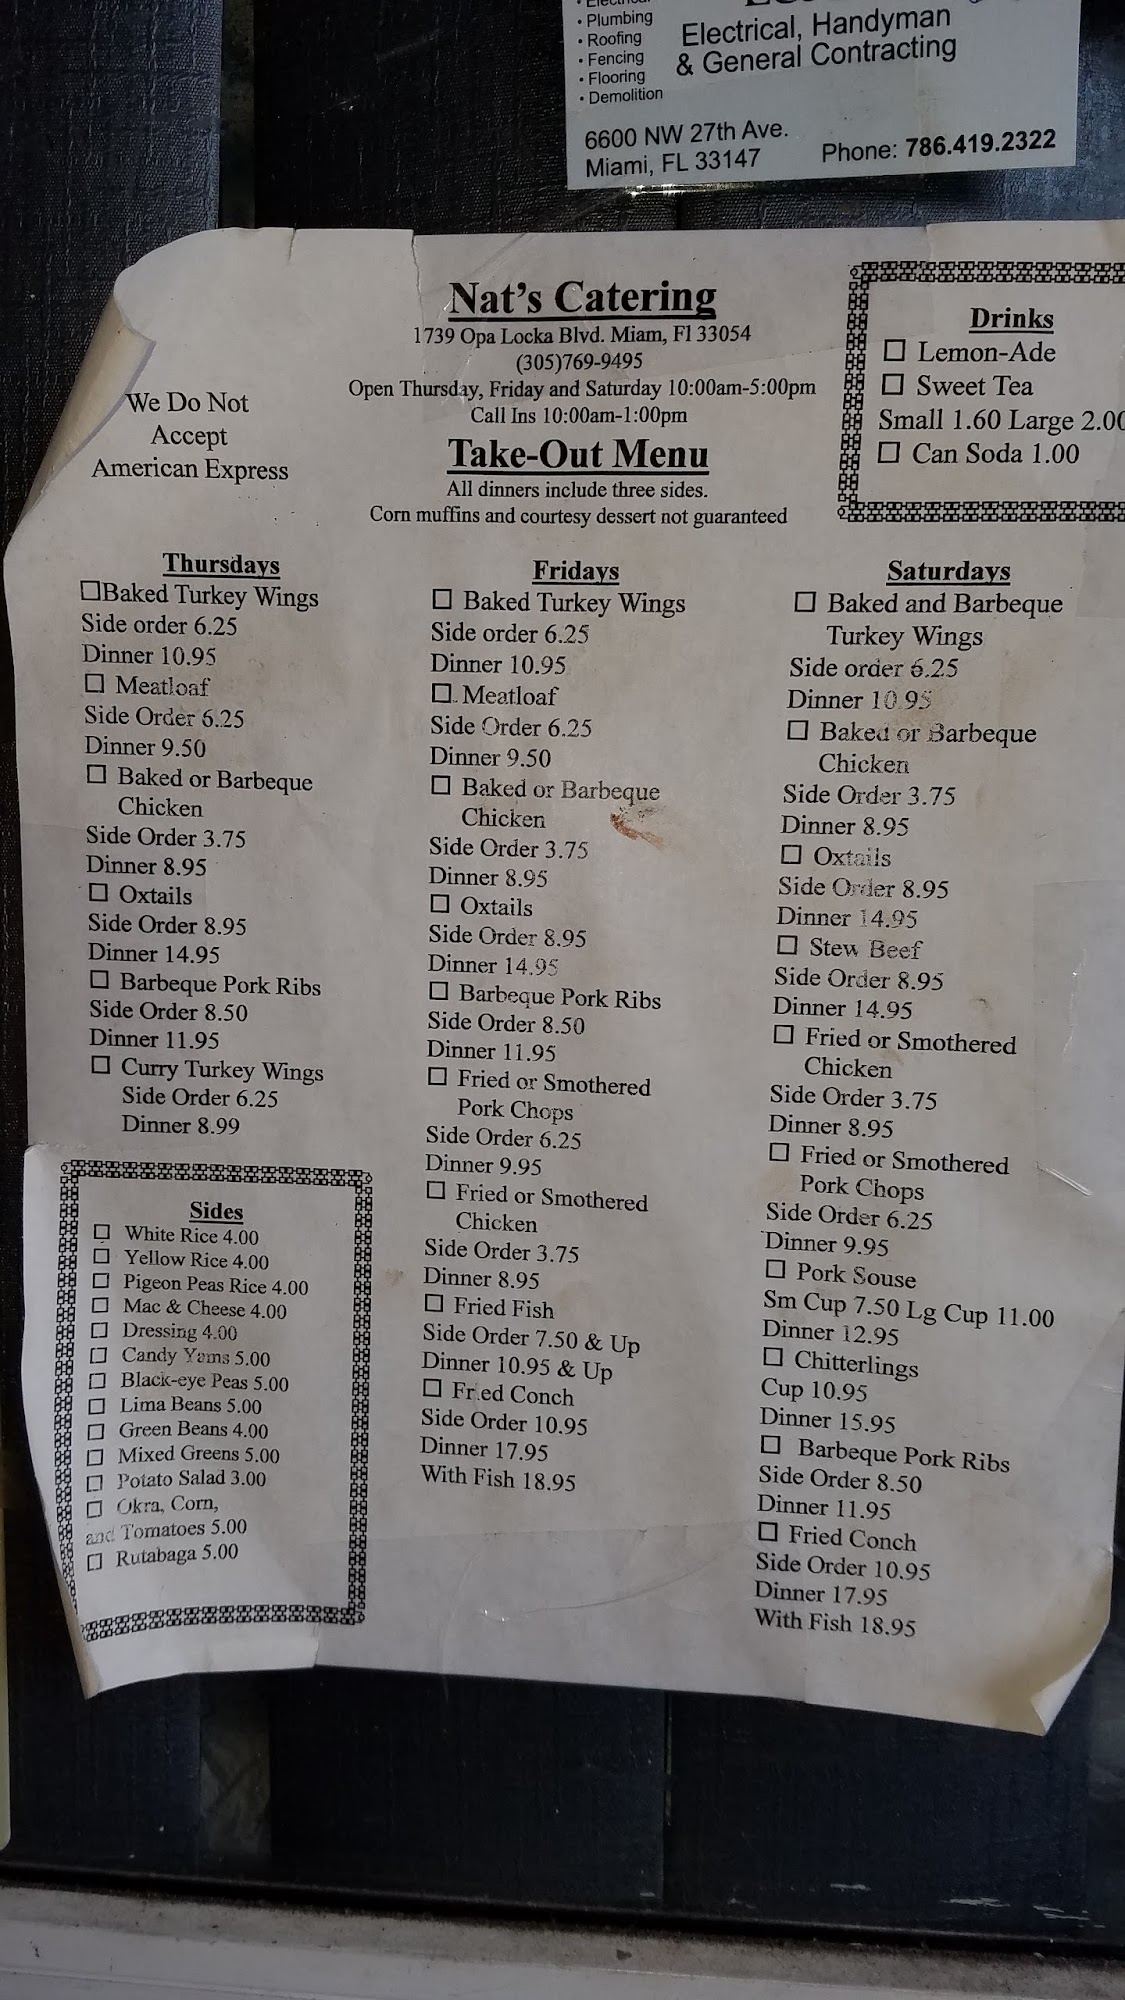 • Plumbing
• Roofing
• Fencing
• Flooring
• Demolition
Electrical, Handyman
& General Contracting
6600 NW 27th Ave.
Miami, FL 33147
Phone: 786.419.2322
Nat's Catering
1739 Opa Locka Blvd. Miam, Fl 33054
(305)769-9495
Open Thursday, Friday and Saturday 10:00am-5:00pm
Call Ins 10:00am-1:00pm
Take-Out Menu
All dinners include three sides.
Corn muffins and courtesy dessert not guaranteed
We Do Not
Accept
American Express
Drinks
☐ Lemon-Ade
☐ Sweet Tea
Small 1.60 Large 2.00
☐ Can Soda 1.00
Thursdays
☐Baked Turkey Wings
Side order 6.25
Dinner 10.95
☐ Meatloaf
Side Order 6.25
Dinner 9.50
☐ Baked or Barbeque
Chicken
Side Order 3.75
Dinner 8.95
☐ Oxtails
Side Order 8.95
Dinner 14.95
☐ Barbeque Pork Ribs
Side Order 8.50
Dinner 11.95
☐ Curry Turkey Wings
Side Order 6.25
Dinner 8.99
Sides
☐ White Rice 4.00
☐ Yellow Rice 4.00
☐ Pigeon Peas Rice 4.00
☐ Mac & Cheese 4.00
☐ Dressing 4.00
☐ Candy Yams 5.00
☐ Black-eye Peas 5.00
☐ Lima Beans 5.00
☐ Green Beans 4.00
☐ Mixed Greens 5.00
☐ Potato Salad 3.00
☐ Okra, Corn,
and Tomatoes 5.00
☐ Rutabaga 5.00
Fridays
☐ Baked Turkey Wings
Side order 6.25
Dinner 10.95
☐ Meatloaf
Side Order 6.25
Dinner 9.50
☐ Baked or Barbeque
Chicken
Side Order 3.75
Dinner 8.95
☐ Oxtails
Side Order 8.95
Dinner 14.95
☐ Barbeque Pork Ribs
Side Order 8.50
Dinner 11.95
☐ Fried or Smothered
Pork Chops
Side Order 6.25
Dinner 9.95
☐ Fried or Smothered
Chicken
Side Order 3.75
Dinner 8.95
☐ Fried Fish
Side Order 7.50 & Up
Dinner 10.95 & Up
☐ Fried Conch
Side Order 10.95
Dinner 17.95
With Fish 18.95
Saturdays
☐ Baked and Barbeque
Turkey Wings
Side order 6.25
Dinner 10.95
☐ Baked or Barbeque
Chicken
Side Order 3.75
Dinner 8.95
☐ Oxtails
Side Order 8.95
Dinner 14.95
☐ Stew Beef
Side Order 8.95
Dinner 14.95
☐ Fried or Smothered
Chicken
Side Order 3.75
Dinner 8.95
☐ Fried or Smothered
Pork Chops
Side Order 6.25
Dinner 9.95
☐ Pork Souse
Sm Cup 7.50 Lg Cup 11.00
Dinner 12.95
☐ Chitterlings
Cup 10.95
Dinner 15.95
☐ Barbeque Pork Ribs
Side Order 8.50
Dinner 11.95
☐ Fried Conch
Side Order 10.95
Dinner 17.95
With Fish 18.95